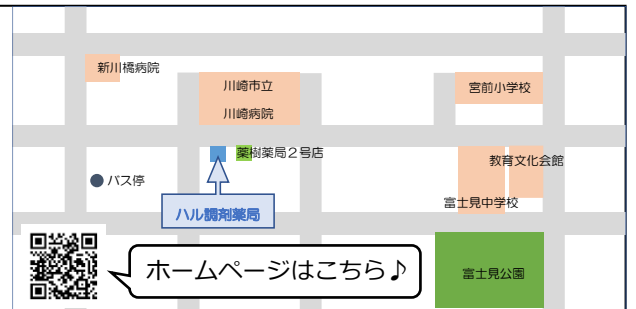 新川橋病院
川崎市立
川崎病院
宮前小学校
薬樹薬局２号店
教育文化会館
バス停
富士見中学校
ハル調剤薬局
ホームページはこちら♪
富士見公園